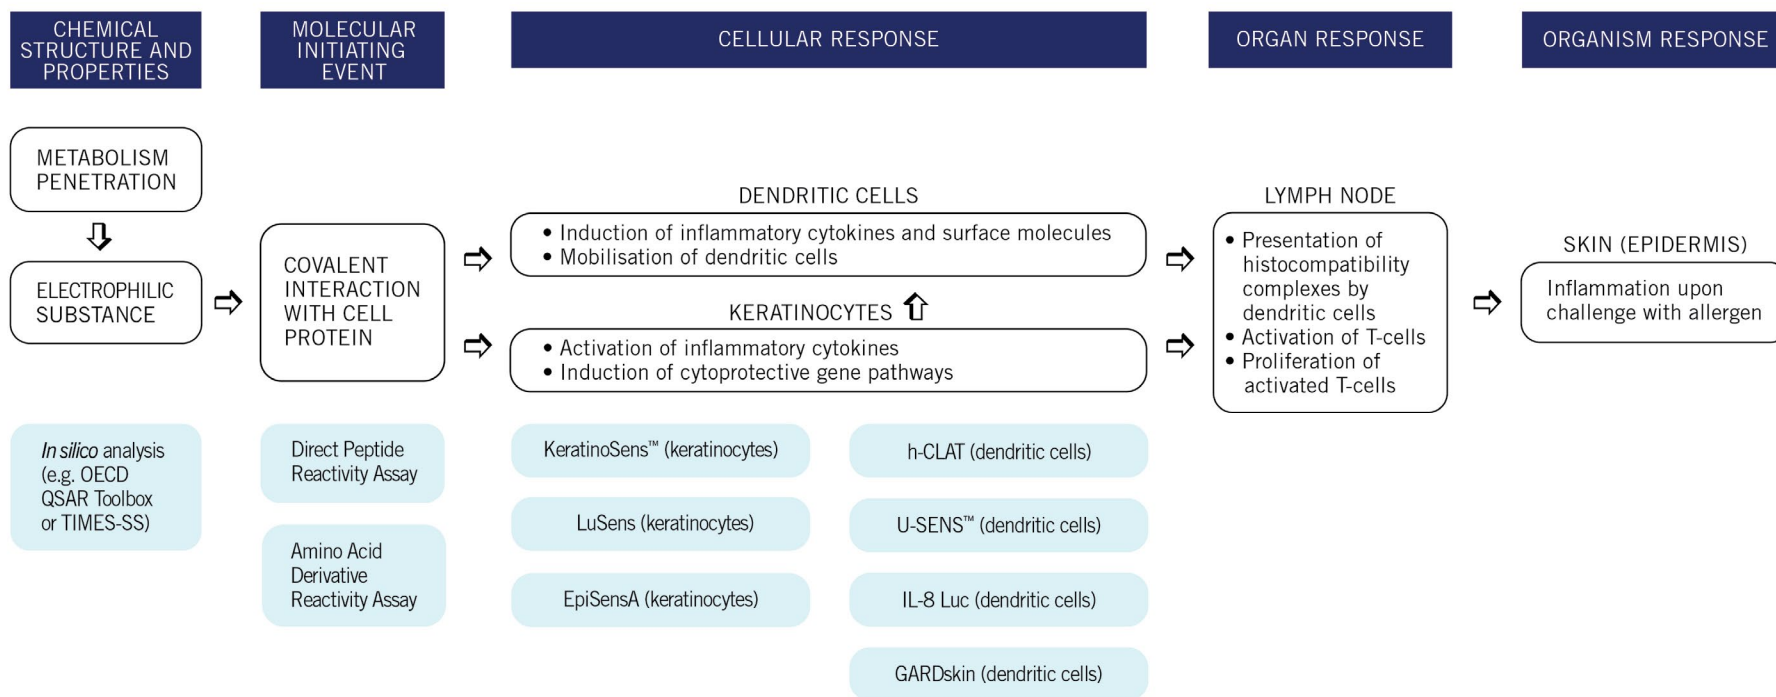 CHEMICAL
STRUCTURE AND
PROPERTIES
MOLECULAR
INITIATING
EVENT
CELLULAR RESPONSE
ORGAN RESPONSE
ORGANISM RESPONSE
METABOLISM
PENETRATION
ELECTROPHILIC
SUBSTANCE
COVALENT
INTERACTION
WITH CELL
PROTEIN
DENDRITIC CELLS
• Induction of inflammatory cytokines and surface molecules
• Mobilisation of dendritic cells
KERATINOCYTES
• Activation of inflammatory cytokines
• Induction of cytoprotective gene pathways
LYMPH NODE
• Presentation of
histocompatibility
complexes by
dendritic cells
• Activation of T-cells
• Proliferation of
activated T-cells
SKIN (EPIDERMIS)
Inflammation upon
challenge with allergen
In silico analysis
(e.g. OECD
QSAR Toolbox
or TIMES-SS)
Direct Peptide
Reactivity Assay
Amino Acid
Derivative
Reactivity Assay
KeratinoSens™ (keratinocytes)
LuSens (keratinocytes)
EpiSensA (keratinocytes)
h-CLAT (dendritic cells)
U-SENS™ (dendritic cells)
IL-8 Luc (dendritic cells)
GARDskin (dendritic cells)